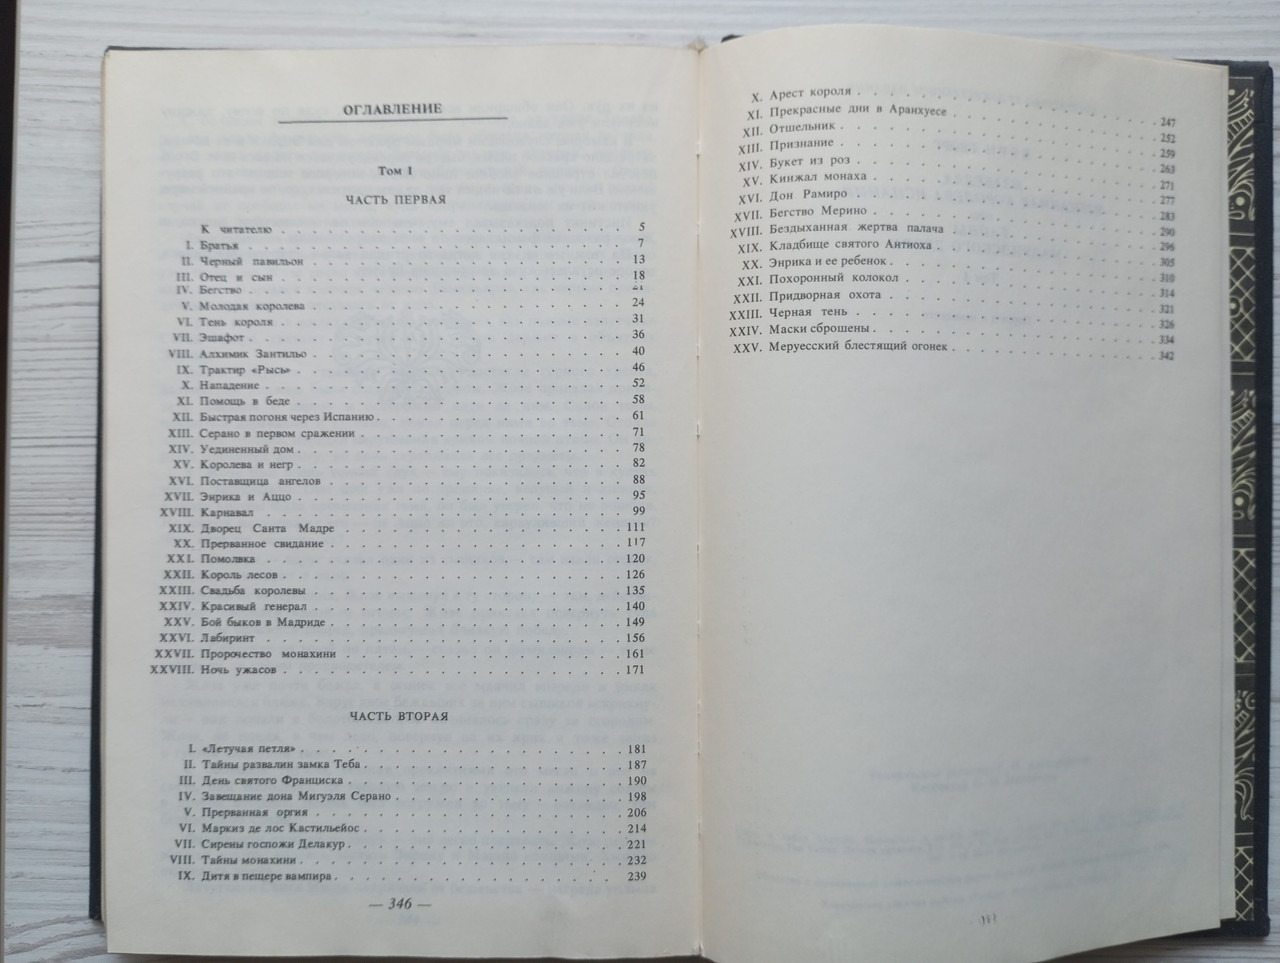 ОГЛАВЛЕНИЕ
Том I
ЧАСТЬ ПЕРВАЯ
К читателю . . . 5
I. Братья . . . 7
II. Черный павильон . . . 13
III. Отец и сын . . . 18
IV. Бегство . . . 21
V. Молодая королева . . . 24
VI. Тень короля . . . 31
VII. Эшафот . . . 36
VIII. Алхимик Зантильо . . . 40
IX. Трактир «Рысь» . . . 46
X. Нападение . . . 52
XI. Помощь в беде . . . 58
XII. Быстрая погоня через Испанию . . . 61
XIII. Серано в первом сражении . . . 71
XIV. Уединенный дом . . . 78
XV. Королева и негр . . . 82
XVI. Поставщица ангелов . . . 88
XVII. Энрика и Аццо . . . 95
XVIII. Карнавал . . . 99
XIX. Дворец Санта Мадре . . . 111
XX. Прерванное свидание . . . 117
XXI. Помолвка . . . 120
XXII. Король лесов . . . 126
XXIII. Свадьба королевы . . . 135
XXIV. Красивый генерал . . . 140
XXV. Бой быков в Мадриде . . . 149
XXVI. Лабиринт . . . 156
XXVII. Пророчество монахини . . . 161
XXVIII. Ночь ужасов . . . 171
ЧАСТЬ ВТОРАЯ
I. «Летучая петля» . . . 181
II. Тайны развалин замка Теба . . . 187
III. День святого Франциска . . . 190
IV. Завещание дона Мигуэля Серано . . . 198
V. Прерванная оргия . . . 206
VI. Маркиз де лос Кастильейос . . . 214
VII. Сирены госпожи Делакур . . . 221
VIII. Тайны монахини . . . 232
IX. Дитя в пещере вампира . . . 239
— 346 —
X. Арест короля . . . 247
XI. Прекрасные дни в Аранхуесе . . . 252
XII. Отшельник . . . 259
XIII. Признание . . . 263
XIV. Букет из роз . . . 271
XV. Кинжал монаха . . . 277
XVI. Дон Рамиро . . . 283
XVII. Бегство Мерино . . . 290
XVIII. Бездыханная жертва палача . . . 296
XIX. Кладбище святого Антиоха . . . 305
XX. Энрика и ее ребенок . . . 310
XXI. Похоронный колокол . . . 314
XXII. Придворная охота . . . 321
XXIII. Черная тень . . . 326
XXIV. Маски сброшены . . . 334
XXV. Меруесский блестящий огонек . . . 342